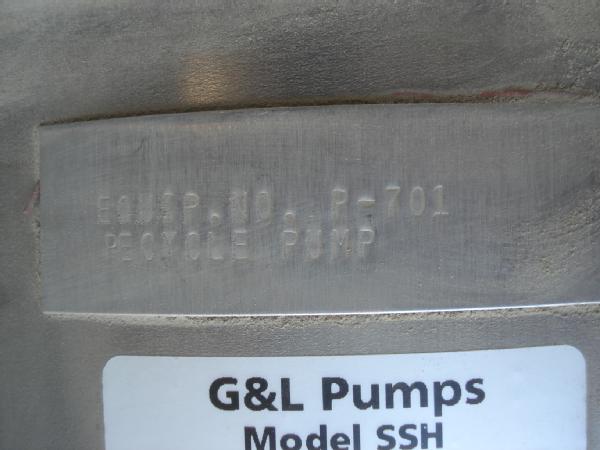 EQUIP.NO. P-701
RECYCLE PUMP
G&L Pumps
Model SSH